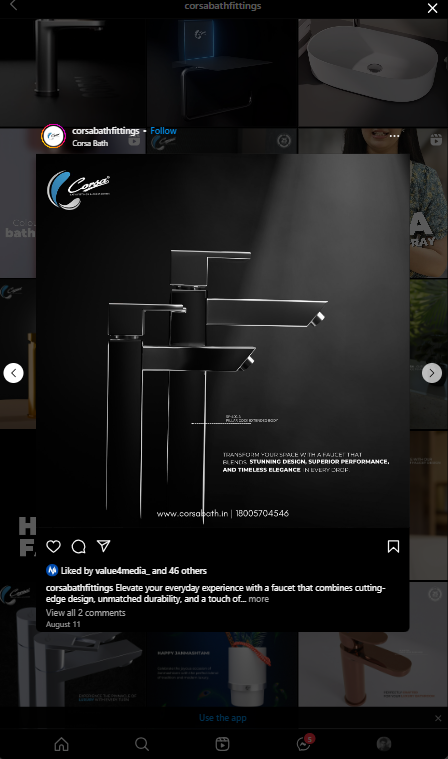 corsabathfittings
corsabathfittings • Follow
Corsa Bath
Corsa
TRANSFORM YOUR SPACE WITH A FAUCET THAT
BLENDS STUNNING DESIGN, SUPERIOR PERFORMANCE,
AND TIMELESS ELEGANCE IN EVERY DROP.
www.corsabath.in | 18005704546
Liked by value4media_ and 46 others
corsabathfittings Elevate your everyday experience with a faucet that combines cutting-
edge design, unmatched durability, and a touch of... more
View all 2 comments
August 11
Use the app
5